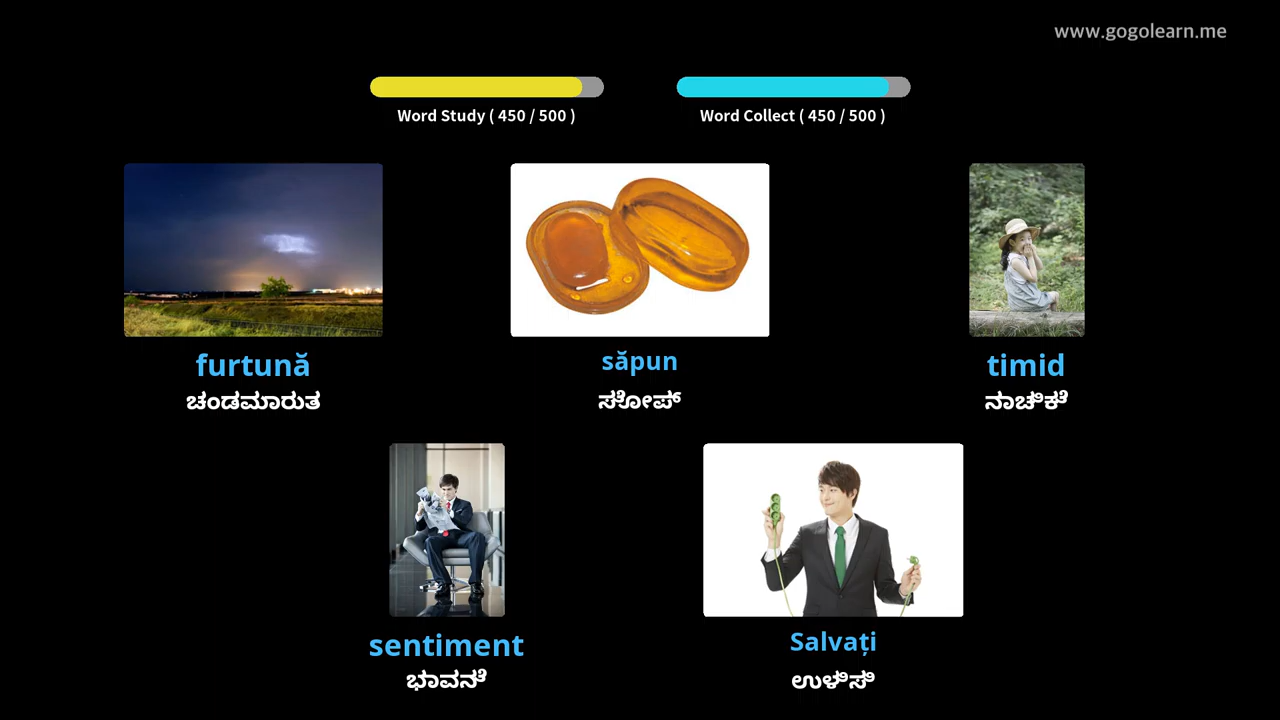 www.gogolearn.me
Word Study ( 450 / 500 )
Word Collect ( 450 / 500 )
furtună
ಚಂಡಮಾರುತ
săpun
ಸೋಪ್
timid
ನಾಚಿಕೆ
sentiment
ಭಾವನೆ
Salvați
ಉಳಿಸಿ